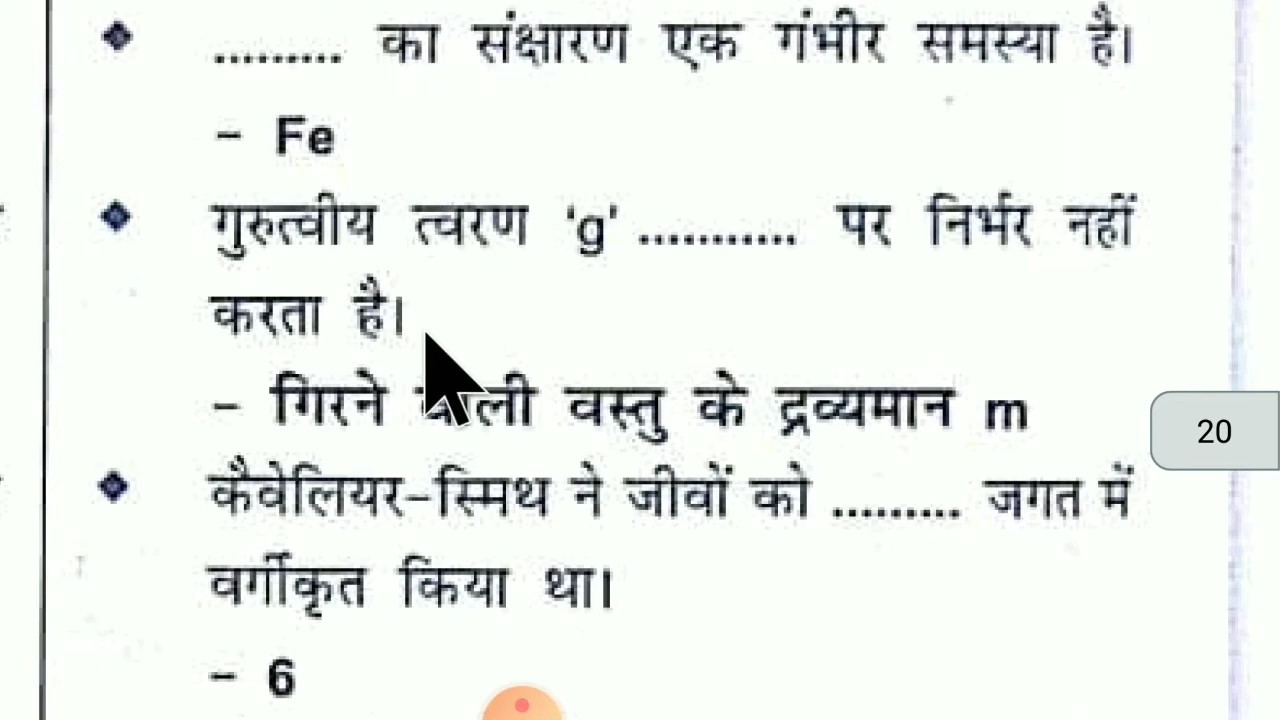 ......... का संक्षारण एक गंभीर समस्या है।
– Fe
गुरुत्वीय त्वरण 'g' ........... पर निर्भर नहीं
करता है।
– गिरने वाली वस्तु के द्रव्यमान m
कैवेलियर-स्मिथ ने जीवों को ......... जगत में
वर्गीकृत किया था।
– 6
20